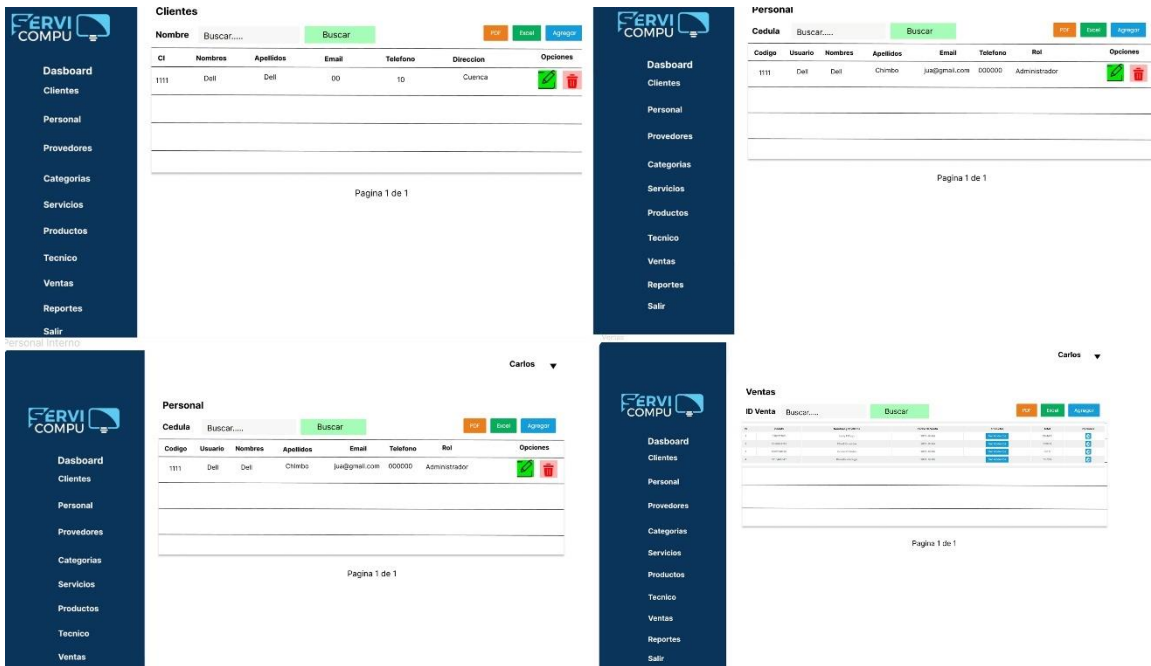 SERVI
COMPU
Dasboard
Clientes
Personal
Provedores
Categorias
Servicios
Productos
Tecnico
Ventas
Reportes
Salir
Clientes
Nombre Buscar..... Buscar PDF Excel Agregar
CI Nombres Apellidos Email Telefono Direccion Opciones
1111 Dell Dell 00 10 Cuenca
Pagina 1 de 1
SERVI
COMPU
Dasboard
Clientes
Personal
Provedores
Categorias
Servicios
Productos
Tecnico
Ventas
Reportes
Salir
Personal
Cedula Buscar..... Buscar PDF Excel Agregar
Codigo Usuario Nombres Apellidos Email Telefono Rol Opciones
1111 Dell Dell Chimbo jua@gmail.com 000000 Administrador
Pagina 1 de 1
Personal Interno
Carlos
SERVI
COMPU
Dasboard
Clientes
Personal
Provedores
Categorias
Servicios
Productos
Tecnico
Ventas
Personal
Cedula Buscar..... Buscar PDF Excel Agregar
Codigo Usuario Nombres Apellidos Email Telefono Rol Opciones
1111 Dell Dell Chimbo jua@gmail.com 000000 Administrador
Pagina 1 de 1
Carlos
SERVI
COMPU
Dasboard
Clientes
Personal
Provedores
Categorias
Servicios
Productos
Tecnico
Ventas
Reportes
Salir
Ventas
ID Venta Buscar..... Buscar PDF Excel Agregar
Pagina 1 de 1